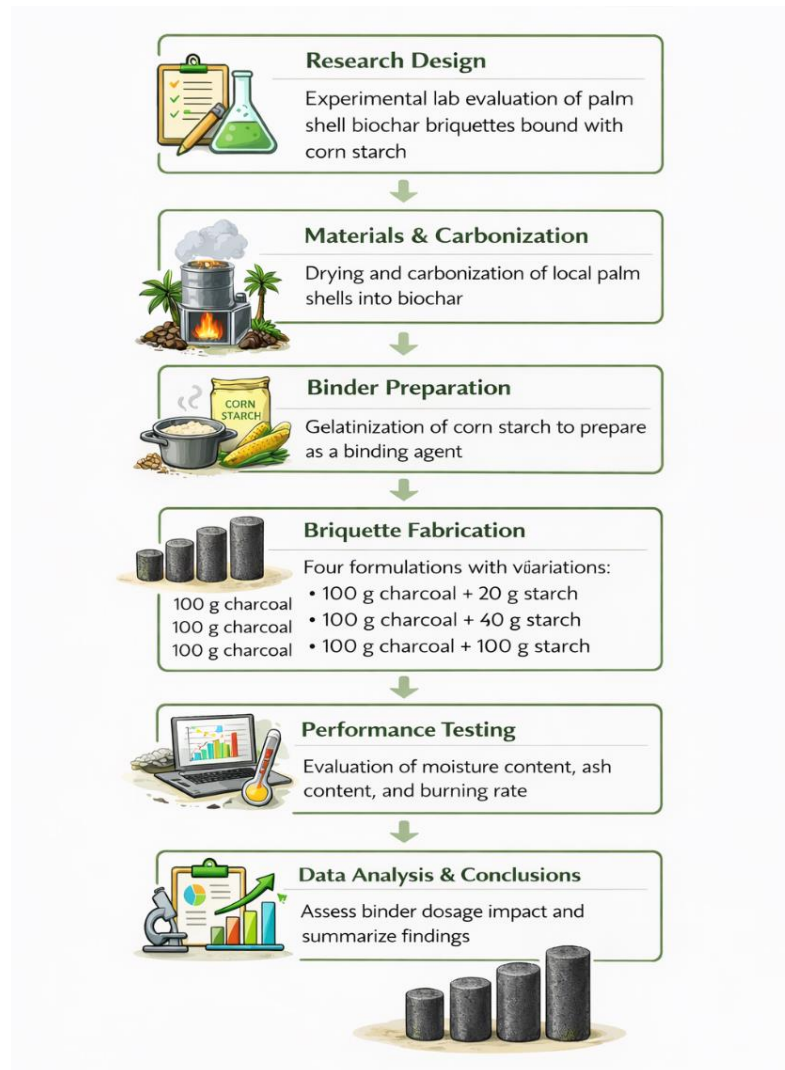 Research Design
Experimental lab evaluation of palm
shell biochar briquettes bound with
corn starch
Materials & Carbonization
Drying and carbonization of local palm
shells into biochar
Binder Preparation
CORN
STARCH
Gelatinization of corn starch to prepare
as a binding agent
Briquette Fabrication
Four formulations with vúariations:
100 g charcoal
100 g charcoal
100 g charcoal
• 100 g charcoal + 20 g starch
• 100 g charcoal + 40 g starch
• 100 g charcoal + 100 g starch
Performance Testing
Evaluation of moisture content, ash
content, and burning rate
Data Analysis & Conclusions
Assess binder dosage impact and
summarize findings